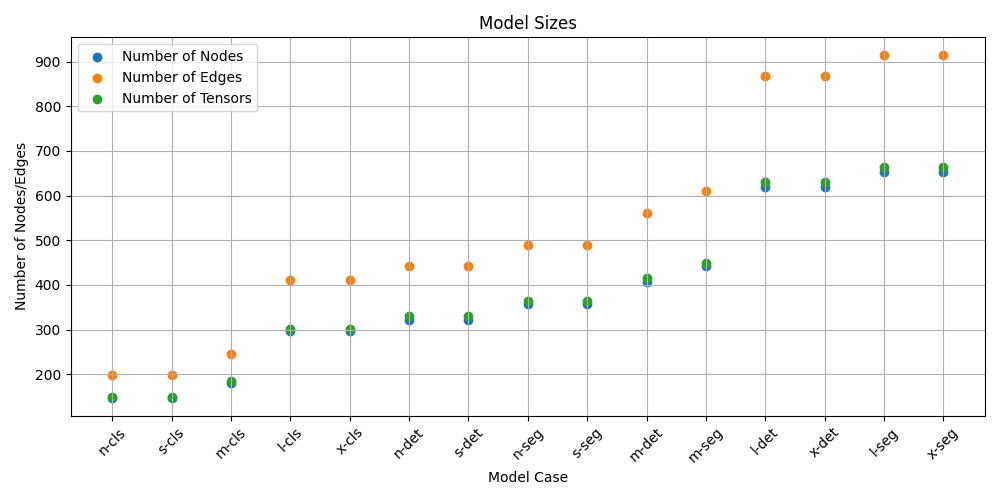 Model Sizes
Number of Nodes
Number of Edges
Number of Tensors
Number of Nodes/Edges
900
800
700
600
500
400
300
200
n-cls
s-cls
m-cls
l-cls
x-cls
n-det
s-det
n-seg
s-seg
m-det
m-seg
l-det
x-det
l-seg
x-seg
Model Case